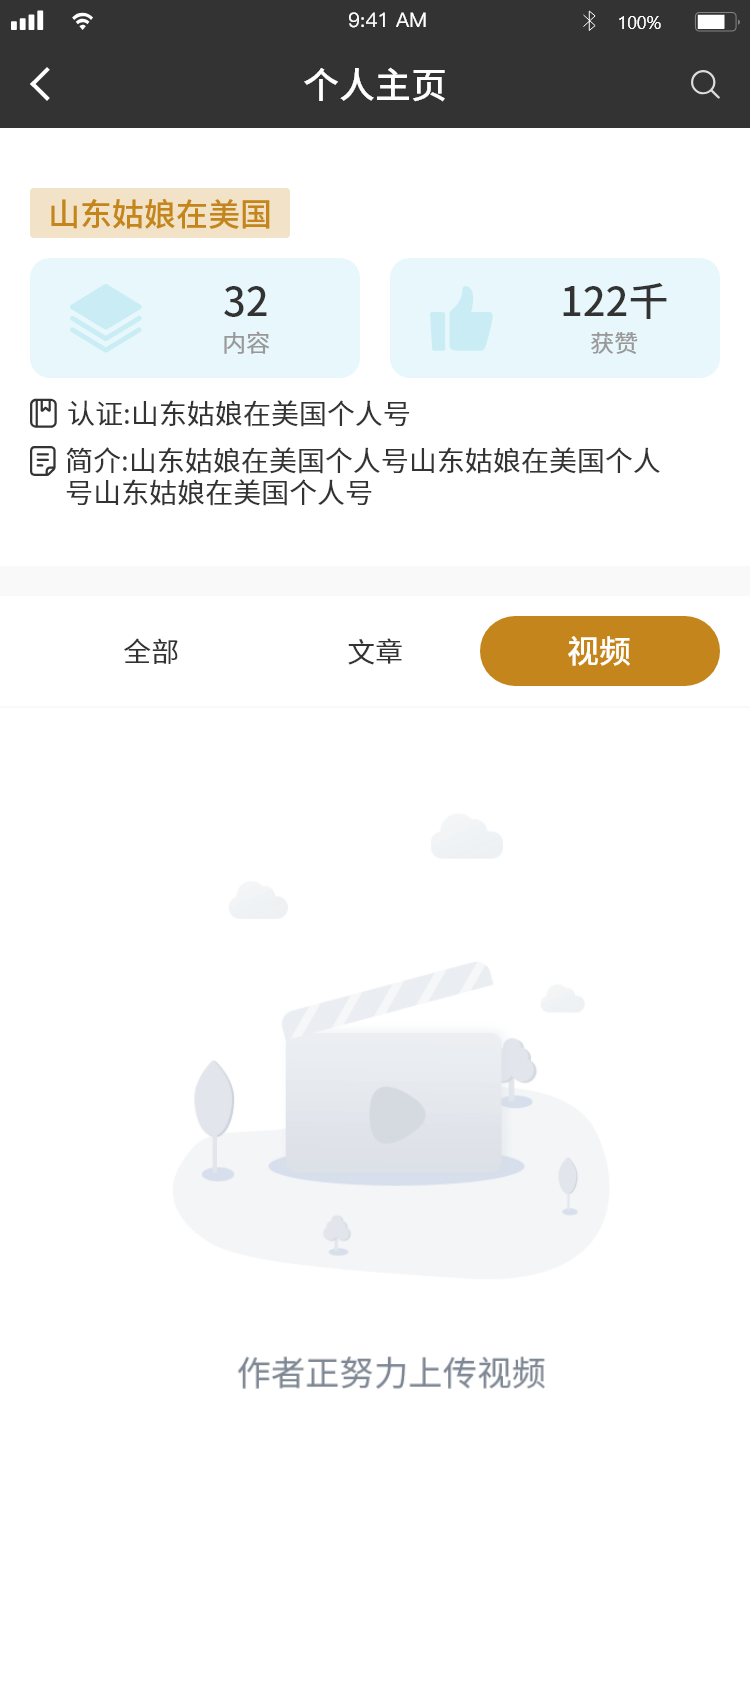 9:41 AM
100%
个人主页
山东姑娘在美国
32
内容
122千
获赞
认证:山东姑娘在美国个人号
简介:山东姑娘在美国个人号山东姑娘在美国个人
号山东姑娘在美国个人号
全部
文章
视频
作者正努力上传视频